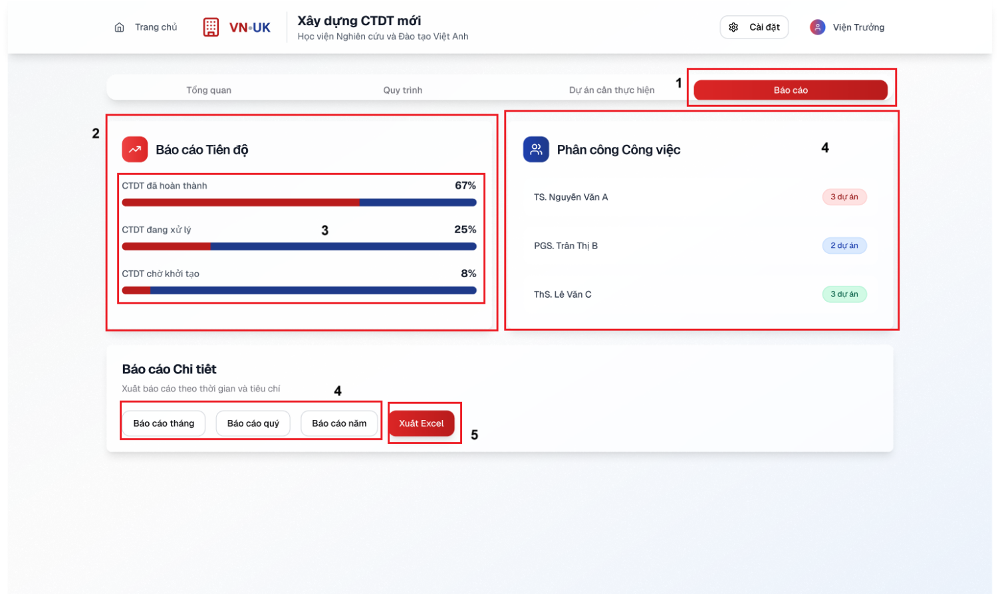 Trang chủ
VN-UK
Xây dựng CTDT mới
Học viện Nghiên cứu và Đào tạo Việt Anh
Cài đặt
Viện Trưởng
Tổng quan
Quy trình
Dự án cần thực hiện
1
Báo cáo
2
Báo cáo Tiến độ
CTDT đã hoàn thành
67%
CTDT đang xử lý
25%
3
CTDT chờ khởi tạo
8%
Phân công Công việc
4
TS. Nguyễn Văn A
3 dự án
PGS. Trần Thị B
2 dự án
ThS. Lê Văn C
3 dự án
Báo cáo Chi tiết
Xuất báo cáo theo thời gian và tiêu chí
4
Báo cáo tháng
Báo cáo quý
Báo cáo năm
Xuất Excel
5